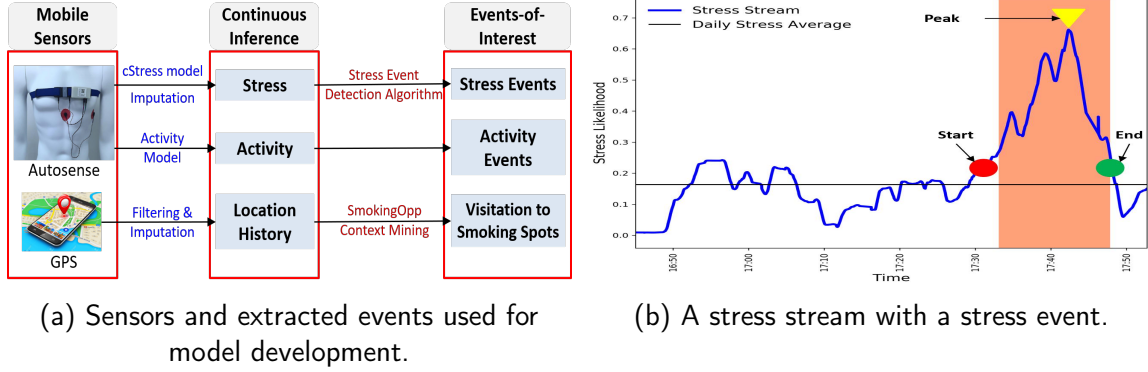 Mobile
Sensors
Continuous
Inference
Events-of-
Interest
cStress model
Imputation
Stress
Stress Event
Detection Algorithm
Stress Events
Activity
Model
Activity
Activity
Events
Autosense
Filtering &
Imputation
Location
History
SmokingOpp
Context Mining
Visitation to
Smoking Spots
GPS
(a) Sensors and extracted events used for
model development.
Stress Stream
Daily Stress Average
Peak
Start
End
Stress Likelihood
0.7
0.6
0.5
0.4
0.3
0.2
0.1
0.0
16:50
17:00
17:10
17:20
17:30
17:40
17:50
Time
(b) A stress stream with a stress event.